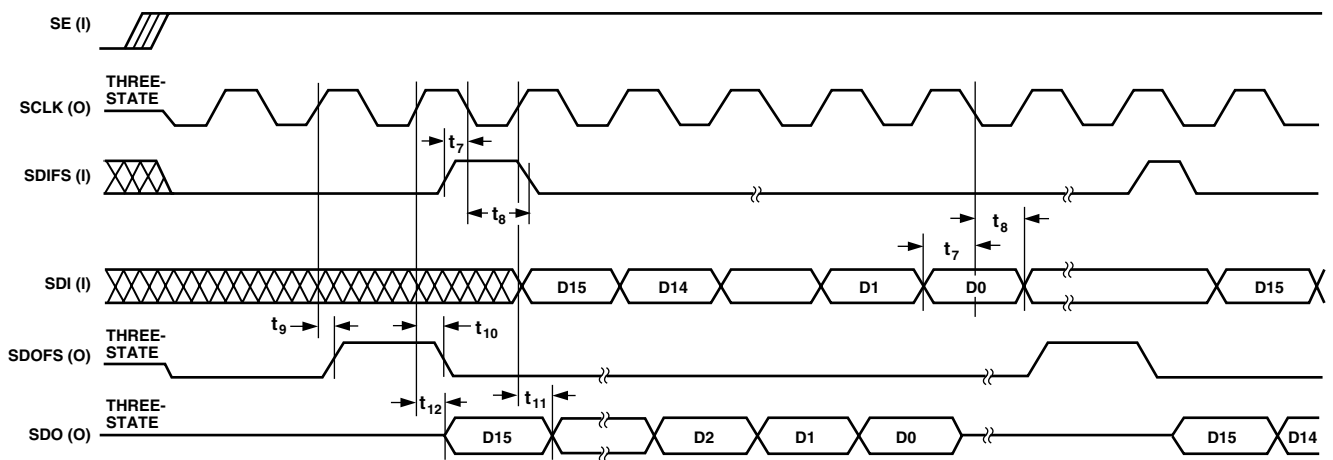 SE (I)
THREE-
STATE
SCLK (O)
t7
SDIFS (I)
t8
t8
t7
SDI (I)
D15
D14
D1
D0
D15
t9
t10
THREE-
STATE
SDOFS (O)
t12
t11
THREE-
STATE
SDO (O)
D15
D2
D1
D0
D15
D14